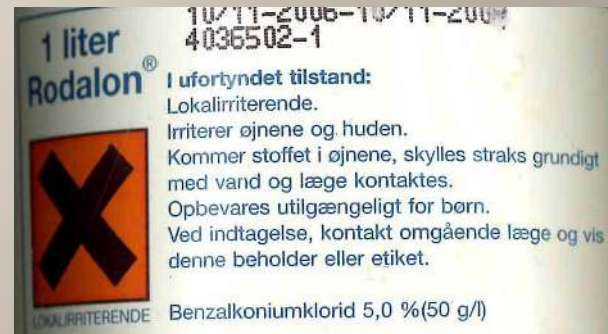 4036502-1
1 liter
Rodalon®
I ufortyndet tilstand:
Lokalirriterende.
Irriterer øjnene og huden.
Kommer stoffet i øjnene, skylles straks grundigt
med vand og læge kontaktes.
Opbevares utilgængeligt for børn.
Ved indtagelse, kontakt omgående læge og vis
denne beholder eller etiket.
LOKALIRRITERENDE
Benzalkoniumklorid 5,0 %(50 g/l)